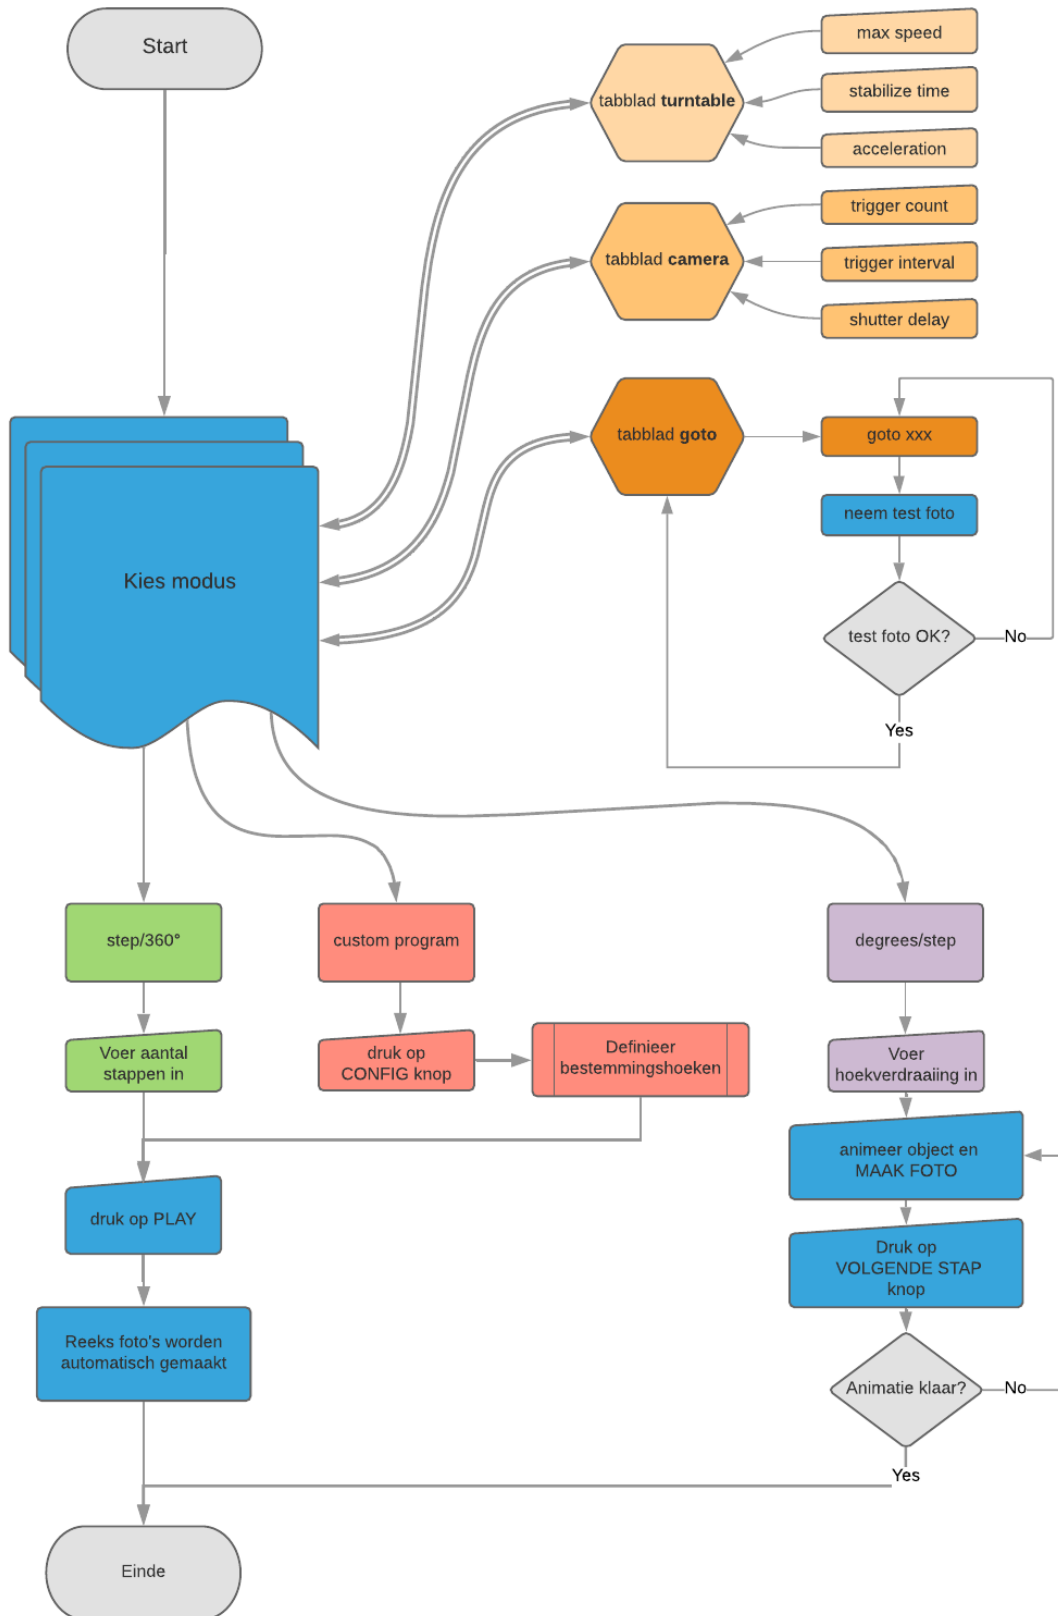 Start
max speed
tabblad turntable
stabilize time
acceleration
trigger count
tabblad camera
trigger interval
shutter delay
tabblad goto
goto xxx
neem test foto
Kies modus
test foto OK?
No
Yes
step/360°
custom program
degrees/step
Voer aantal
stappen in
druk op
CONFIG knop
Definieer
bestemmingshoeken
Voer
hoekverdraaiing in
animeer object en
MAAK FOTO
druk op PLAY
Druk op
VOLGENDE STAP
knop
Reeks foto's worden
automatisch gemaakt
Animatie klaar?
No
Yes
Einde